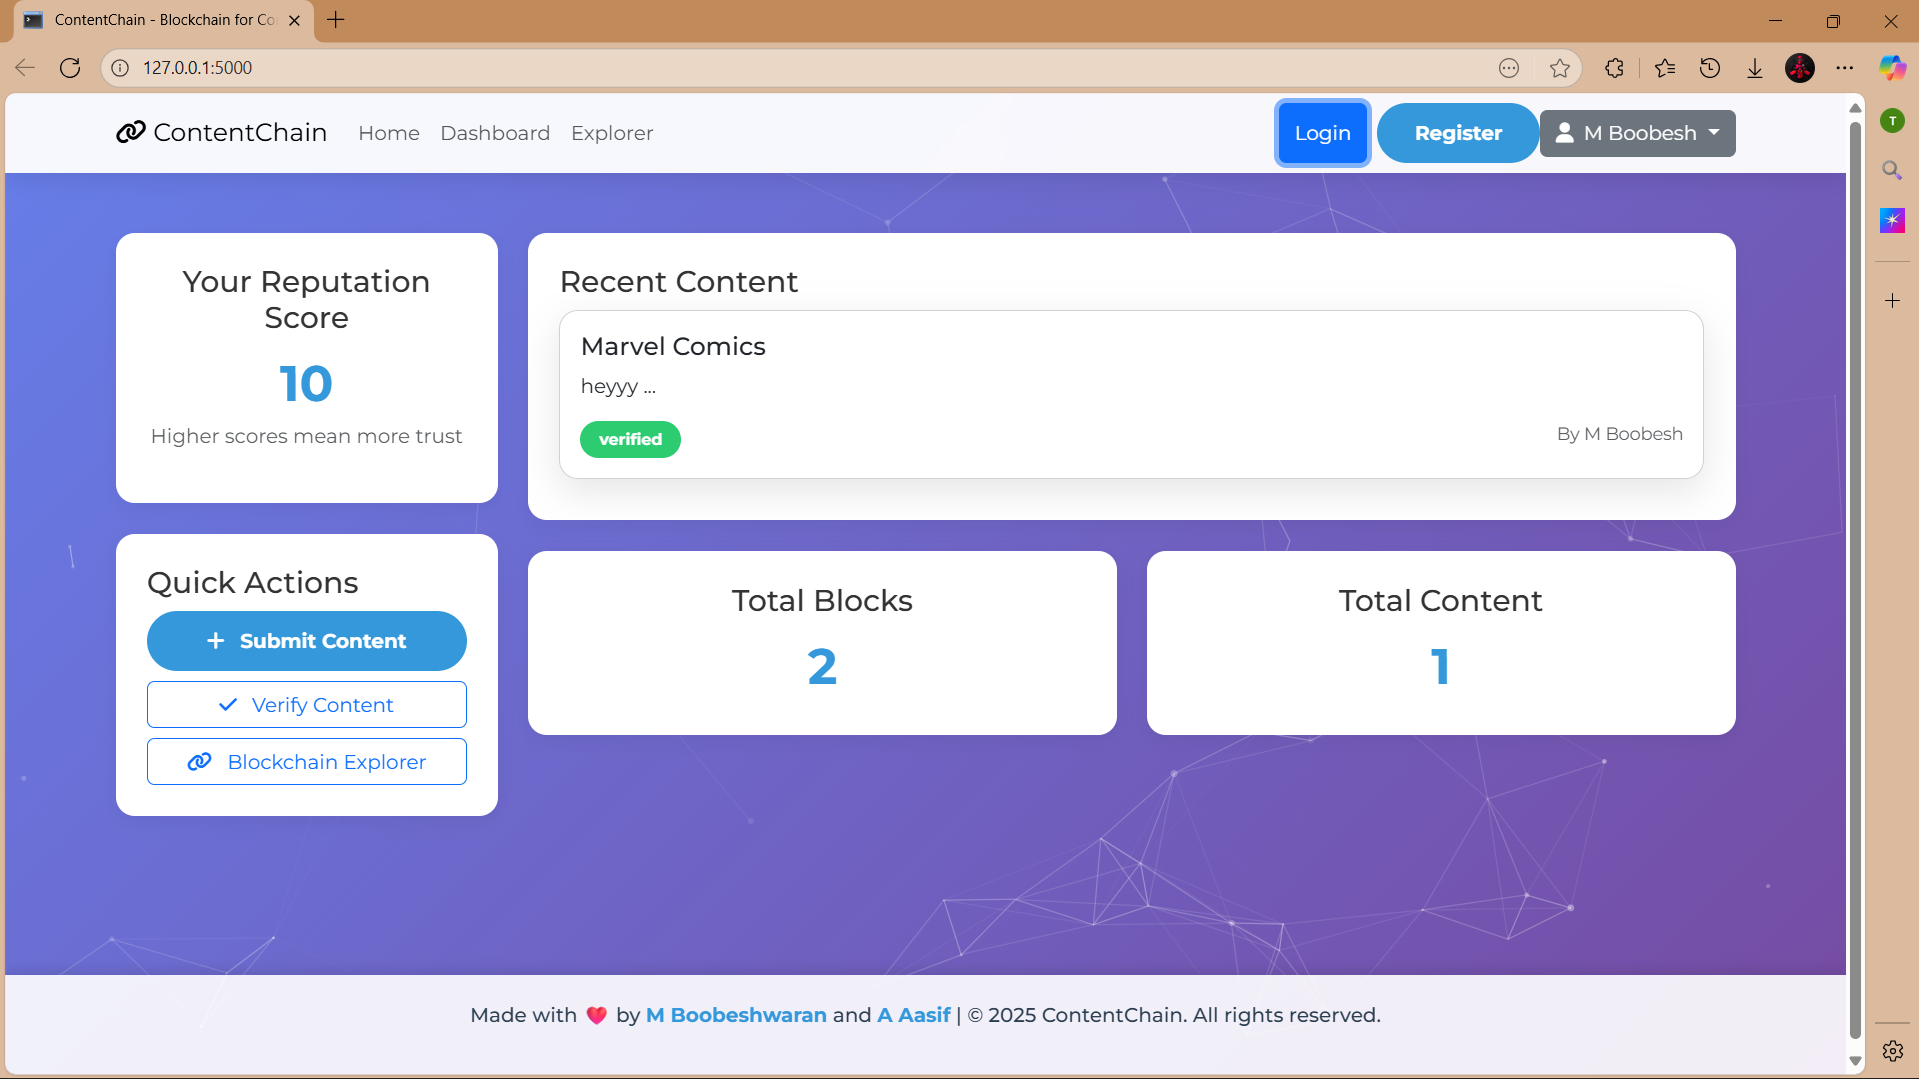 ContentChain - Blockchain for Co
127.0.0.1:5000
T
ContentChain
Home
Dashboard
Explorer
Login
Register
M Boobesh
Your Reputation
Score
10
Higher scores mean more trust
Recent Content
Marvel Comics
heyyy ...
verified
By M Boobesh
Quick Actions
Submit Content
Verify Content
Blockchain Explorer
Total Blocks
2
Total Content
1
Made with ❤️ by M Boobeshwaran and A Aasif | © 2025 ContentChain. All rights reserved.